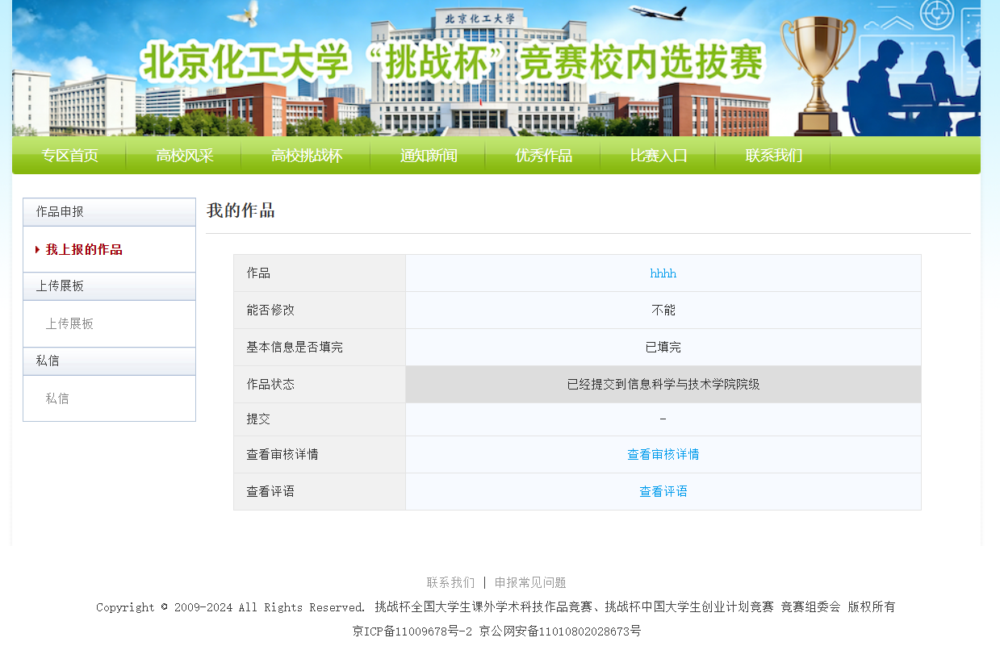 北京化工大学
北京化工大学“挑战杯”竞赛校内选拔赛
专区首页 高校风采 高校挑战杯 通知新闻 优秀作品 比赛入口 联系我们
作品申报
我上报的作品
上传展板
上传展板
私信
私信
我的作品
作品 hhhh
能否修改 不能
基本信息是否填完 已填完
作品状态 已经提交到信息科学与技术学院院级
提交 -
查看审核详情 查看审核详情
查看评语 查看评语
联系我们 | 申报常见问题
Copyright © 2009-2024 All Rights Reserved. 挑战杯全国大学生课外学术科技作品竞赛、挑战杯中国大学生创业计划竞赛 竞赛组委会 版权所有
京ICP备11009678号-2 京公网安备11010802028673号